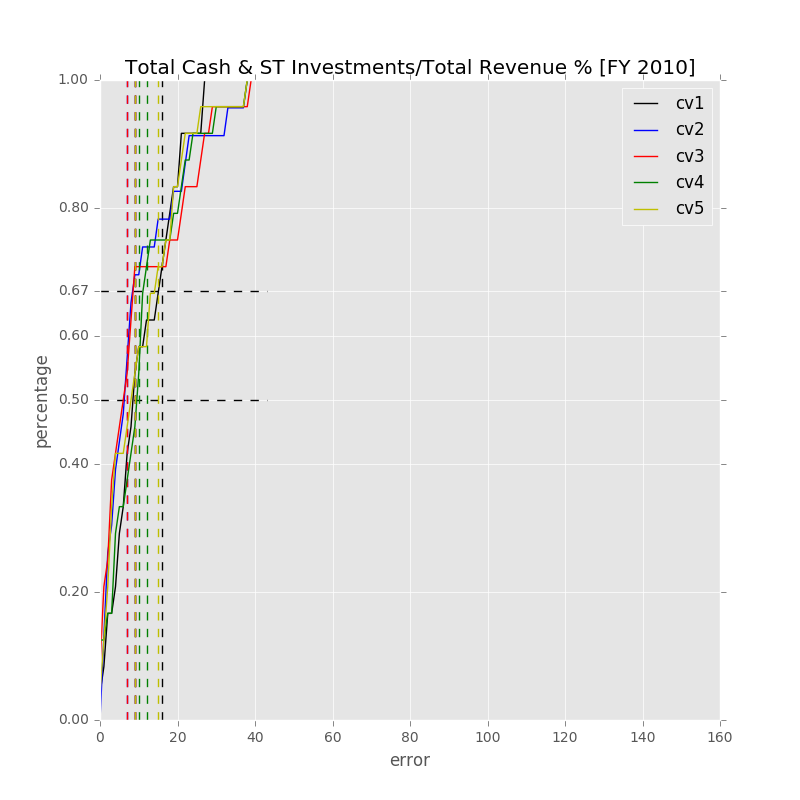 Total Cash & ST Investments/Total Revenue % [FY 2010]
1.00
0.80
0.67
0.60
0.50
0.40
0.20
0.00
percentage
cv1
cv2
cv3
cv4
cv5
0 20 40 60 80 100 120 140 160
error